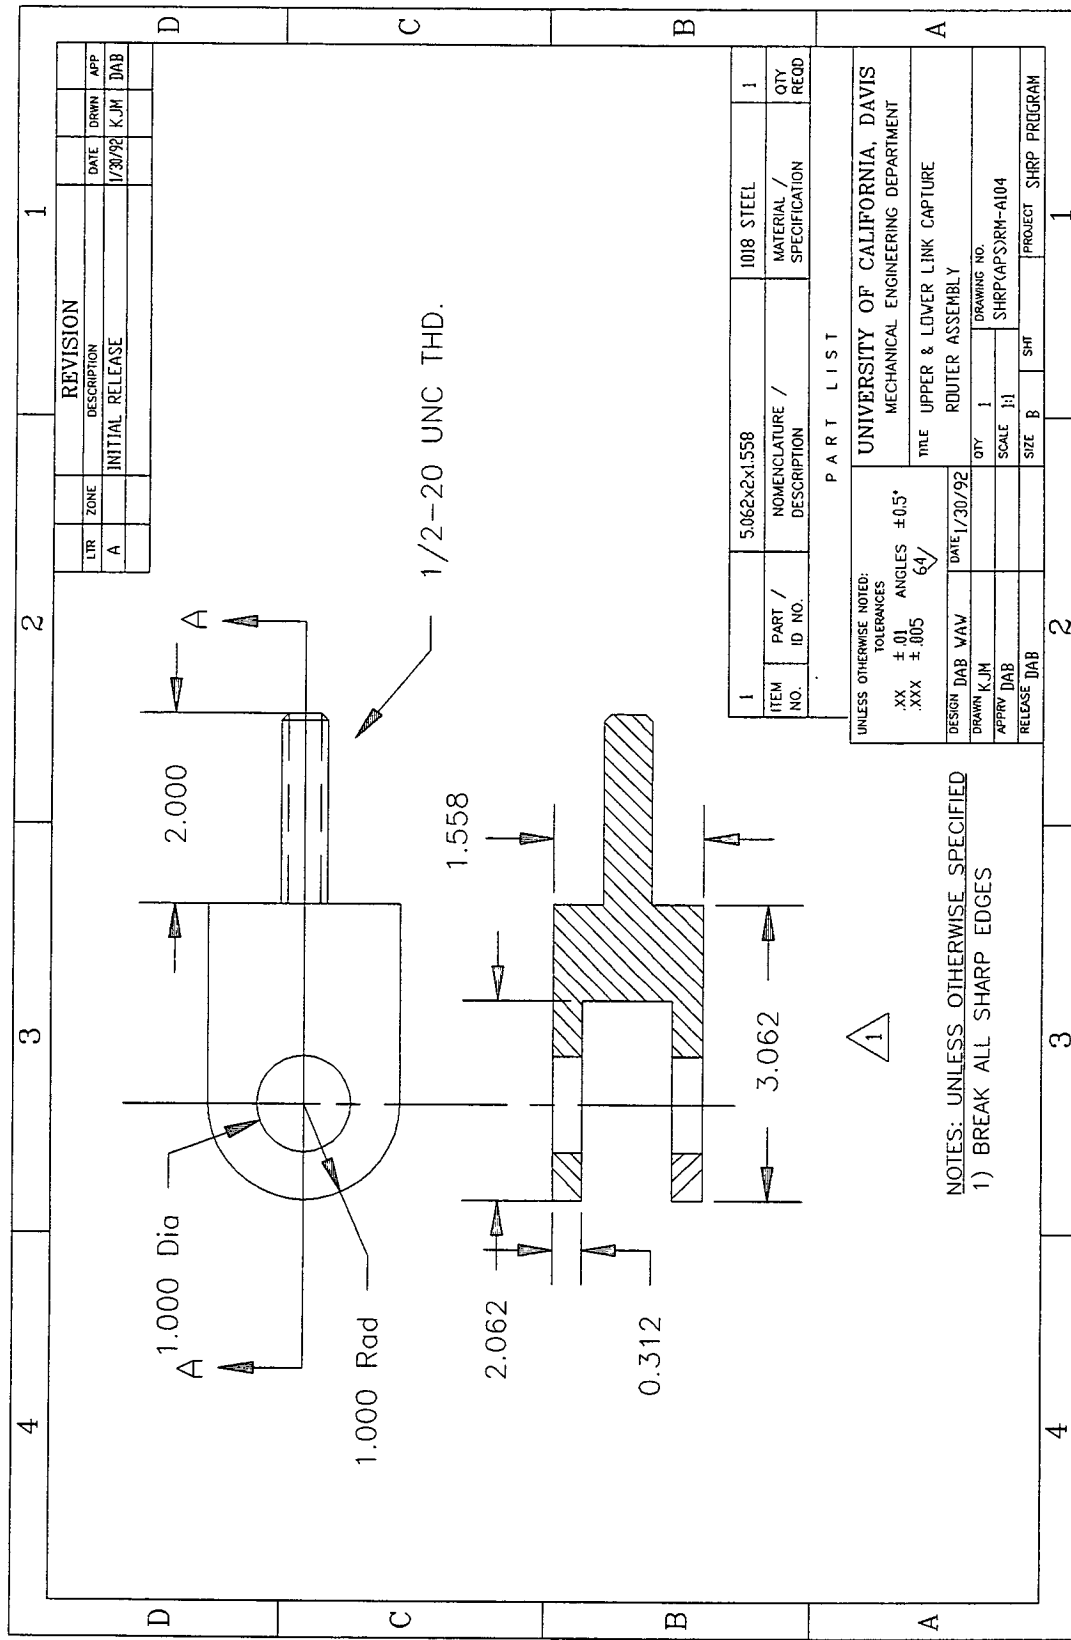 4
3
2
1
D
C
B
A
D
C
B
A
4
3
2
1
REVISION
LTR ZONE DESCRIPTION DATE DRWN APP
A INITIAL RELEASE 1/30/92 KJM DAB
1.000 Dia
2.000
A
A
1.000 Rad
1/2-20 UNC THD.
1.558
2.062
0.312
3.062
1
NOTES: UNLESS OTHERWISE SPECIFIED
1) BREAK ALL SHARP EDGES
1 5.062x2x1.558 1018 STEEL 1
ITEM NO. PART / ID NO. NOMENCLATURE / DESCRIPTION MATERIAL / SPECIFICATION QTY REQD
PART LIST
UNLESS OTHERWISE NOTED:
TOLERANCES
.XX ±.01 ANGLES ±0.5°
.XXX ±.005 64/
DESIGN DAB WAW DATE 1/30/92
DRAWN KJM
APPRV DAB
RELEASE DAB
UNIVERSITY OF CALIFORNIA, DAVIS
MECHANICAL ENGINEERING DEPARTMENT
TITLE UPPER & LOWER LINK CAPTURE
ROUTER ASSEMBLY
QTY 1 DRAWING NO.
SCALE 1:1 SHRP(APS)RM-A104
SIZE B SHT PROJECT SHRP PROGRAM